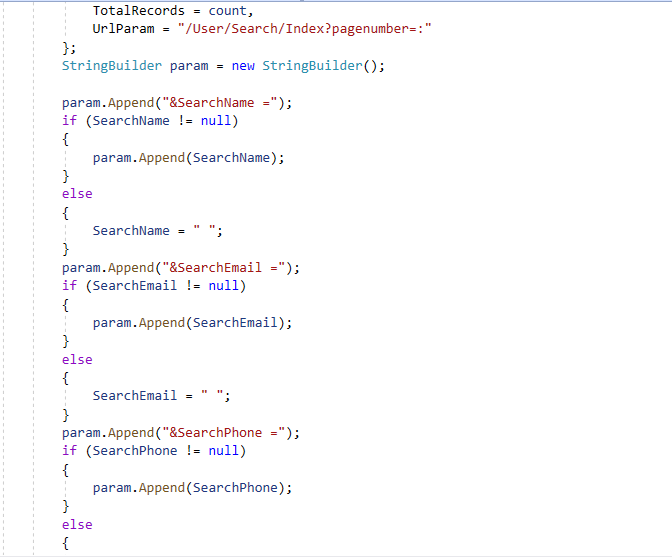 TotalRecords = count,
UrlParam = "/User/Search/Index?pagenumber=:"
};
StringBuilder param = new StringBuilder();
param.Append("&SearchName =");
if (SearchName != null)
{
param.Append(SearchName);
}
else
{
SearchName = " ";
}
param.Append("&SearchEmail =");
if (SearchEmail != null)
{
param.Append(SearchEmail);
}
else
{
SearchEmail = " ";
}
param.Append("&SearchPhone =");
if (SearchPhone != null)
{
param.Append(SearchPhone);
}
else
{